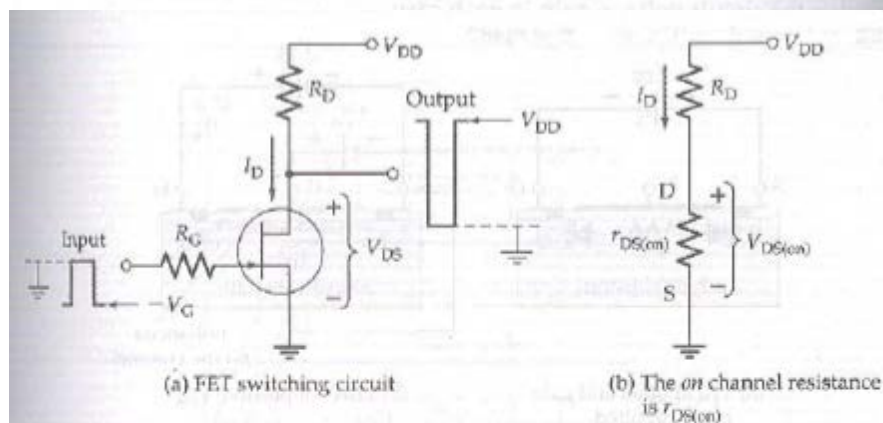 V_DD
R_D
Output
V_DD
I_D
Input
R_G
+
V_DS
−
− V_G
(a) FET switching circuit
V_DD
I_D
R_D
D
+
r_DS(on)
V_DS(on)
S
−
(b) The on channel resistance
is r_DS(on)